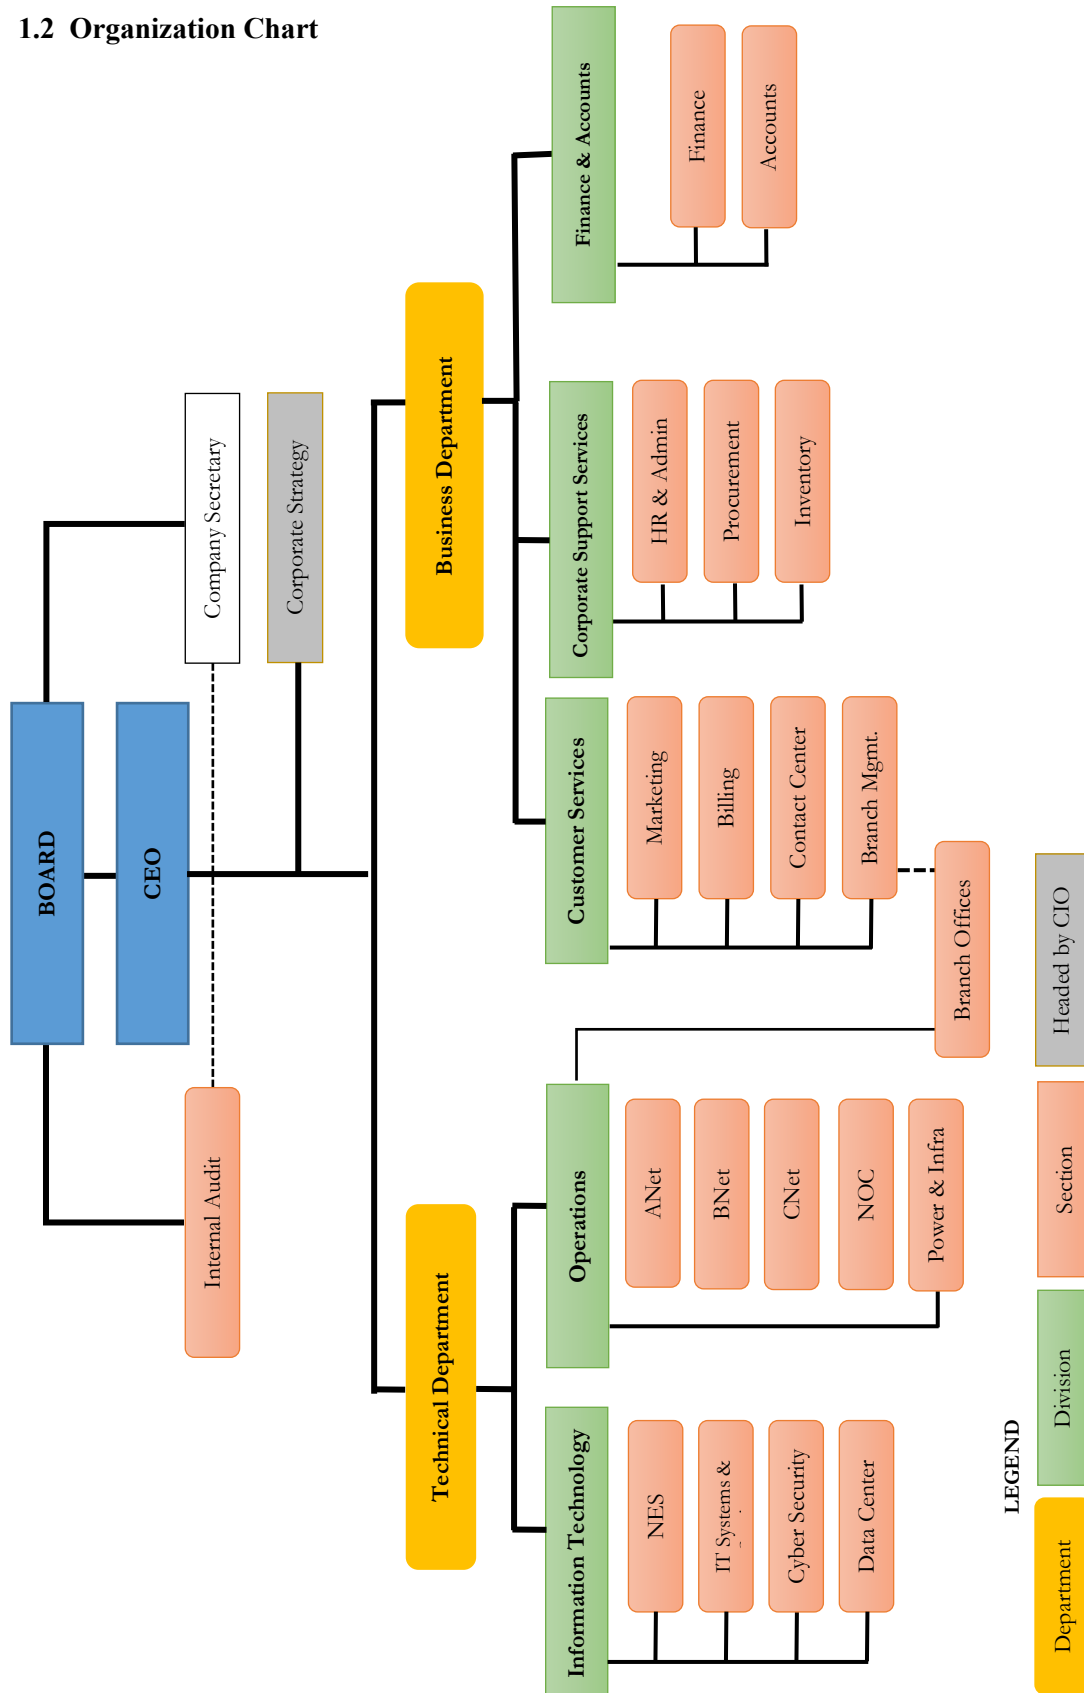 1.2 Organization Chart
BOARD
CEO
Internal Audit
Company Secretary
Corporate Strategy
Technical Department
Business Department
Information Technology
Operations
Customer Services
Corporate Support Services
Finance & Accounts
NES
IT Systems &
Cyber Security
Data Center
ANet
BNet
CNet
NOC
Power & Infra
Marketing
Billing
Contact Center
Branch Mgmt.
Branch Offices
HR & Admin
Procurement
Inventory
Finance
Accounts
LEGEND
Department
Division
Section
Headed by CIO